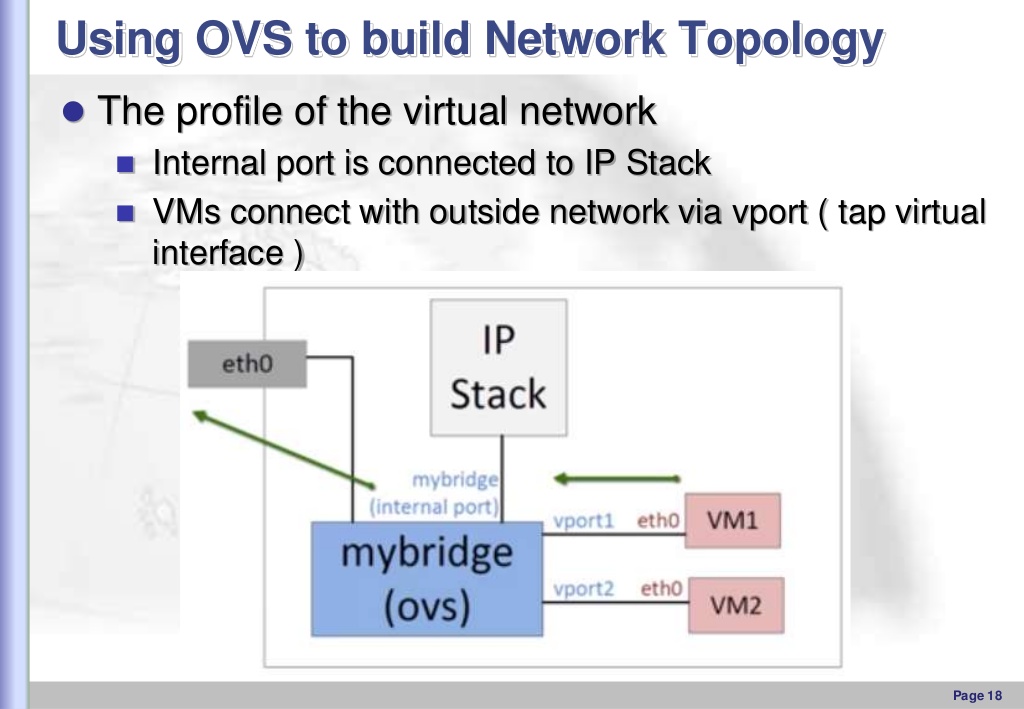 Using OVS to build Network Topology
The profile of the virtual network
Internal port is connected to IP Stack
VMs connect with outside network via vport ( tap virtual
interface )
IP
Stack
eth0
mybridge
(internal port)
vport1 eth0 VM1
mybridge
(ovs)
vport2 eth0 VM2
Page 18